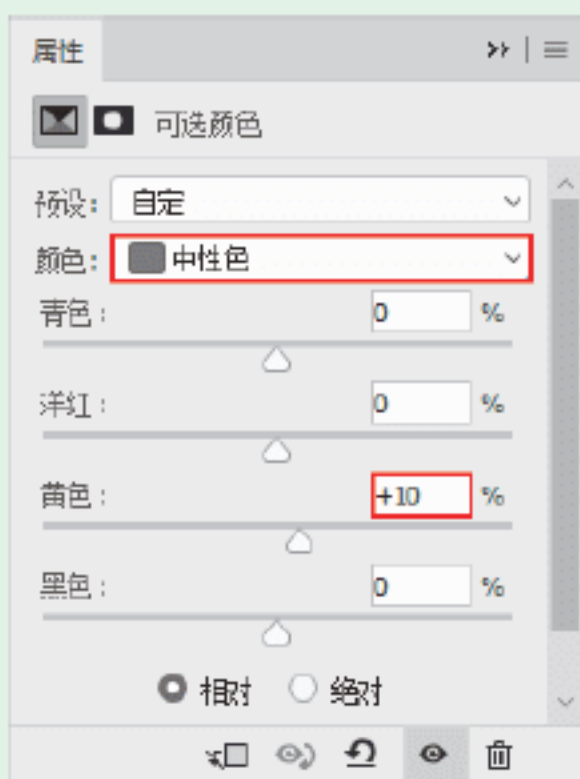 属性
可选颜色
预设：自定
颜色：中性色
青色：0 %
洋红：0 %
黄色：+10 %
黑色：0 %
相对 绝对